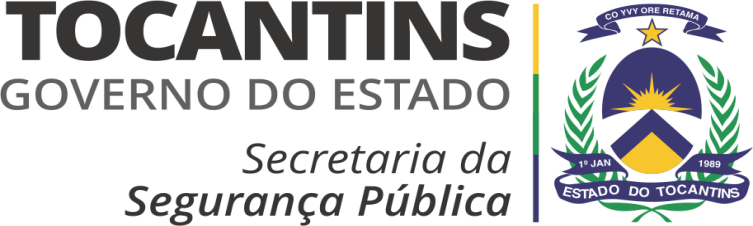 TOCANTINS
GOVERNO DO ESTADO
Secretaria da
Segurança Pública
CO YVY ORE RETAMA
1º JAN 1989
ESTADO DO TOCANTINS